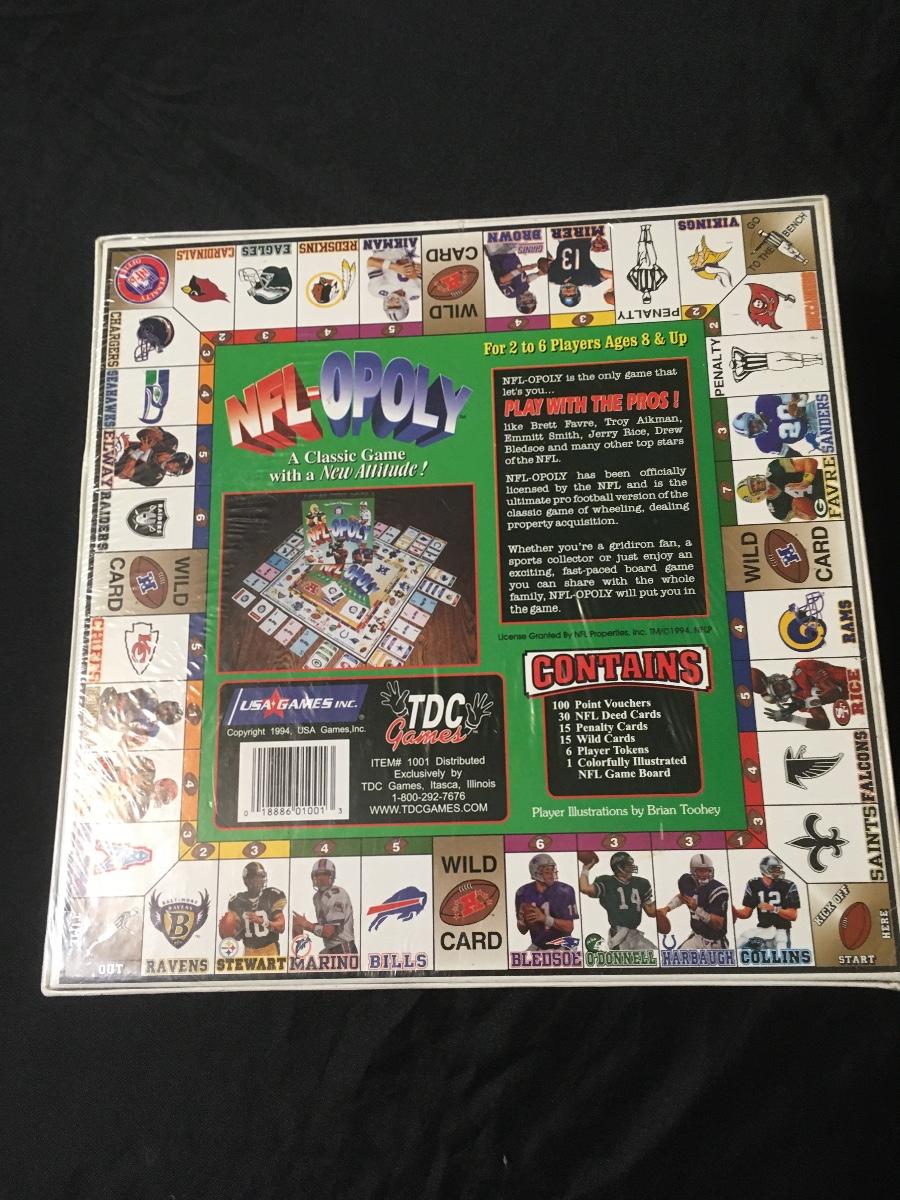 CARDINALS
EAGLES
REDSKINS
AIKMAN
WILD
CARD
GIANTS
BROWN
MIRER
13
PENALTY
VIKINGS
GO
TO THE BENCH
PENALTY
SANDERS
FAVRE
WILD
CARD
RAMS
RICE
FALCONS
SAINTS
KICK OFF
HERE
START
COLLINS
HARBAUGH
O'DONNELL
BLEDSOE
WILD
CARD
BILLS
MARINO
STEWART
BALTIMORE
RAVENS
RAVENS
OUT
CHIEFS
WILD
CARD
RAIDERS
ELWAY
SEAHAWKS
CHARGERS
For 2 to 6 Players Ages 8 & Up
NFL-OPOLY
A Classic Game
with a New Attitude!
NFL-OPOLY is the only game that
let's you...
PLAY WITH THE PROS!
like Brett Favre, Troy Aikman,
Emmitt Smith, Jerry Rice, Drew
Bledsoe and many other top stars
of the NFL.
NFL-OPOLY has been officially
licensed by the NFL and is the
ultimate pro football version of the
classic game of wheeling, dealing
property acquisition.
Whether you're a gridiron fan, a
sports collector or just enjoy an
exciting, fast-paced board game
you can share with the whole
family, NFL-OPOLY will put you in
the game.
License Granted By NFL Properties, Inc. TM/©1994, NFLP
CONTAINS
100 Point Vouchers
30 NFL Deed Cards
15 Penalty Cards
15 Wild Cards
6 Player Tokens
1 Colorfully Illustrated
NFL Game Board
Player Illustrations by Brian Toohey
USA GAMES INC.
Copyright 1994, USA Games, Inc.
0 18886 01001 3
TDC
Games
ITEM# 1001 Distributed
Exclusively by
TDC Games, Itasca, Illinois
1-800-292-7676
WWW.TDCGAMES.COM